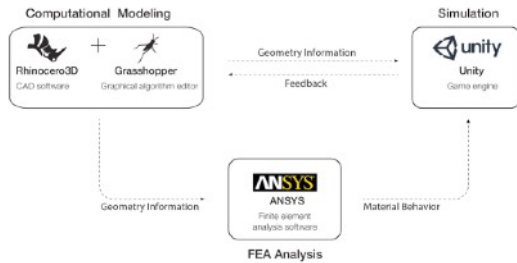 Computational Modeling
Simulation
Rhinocero3D
CAD software
+
Grasshopper
Graphical algorithm editor
Geometry Information
Feedback
unity
Unity
Game engine
ANSYS
ANSYS
Finite element
analysis software
Geometry Information
Material Behavior
FEA Analysis